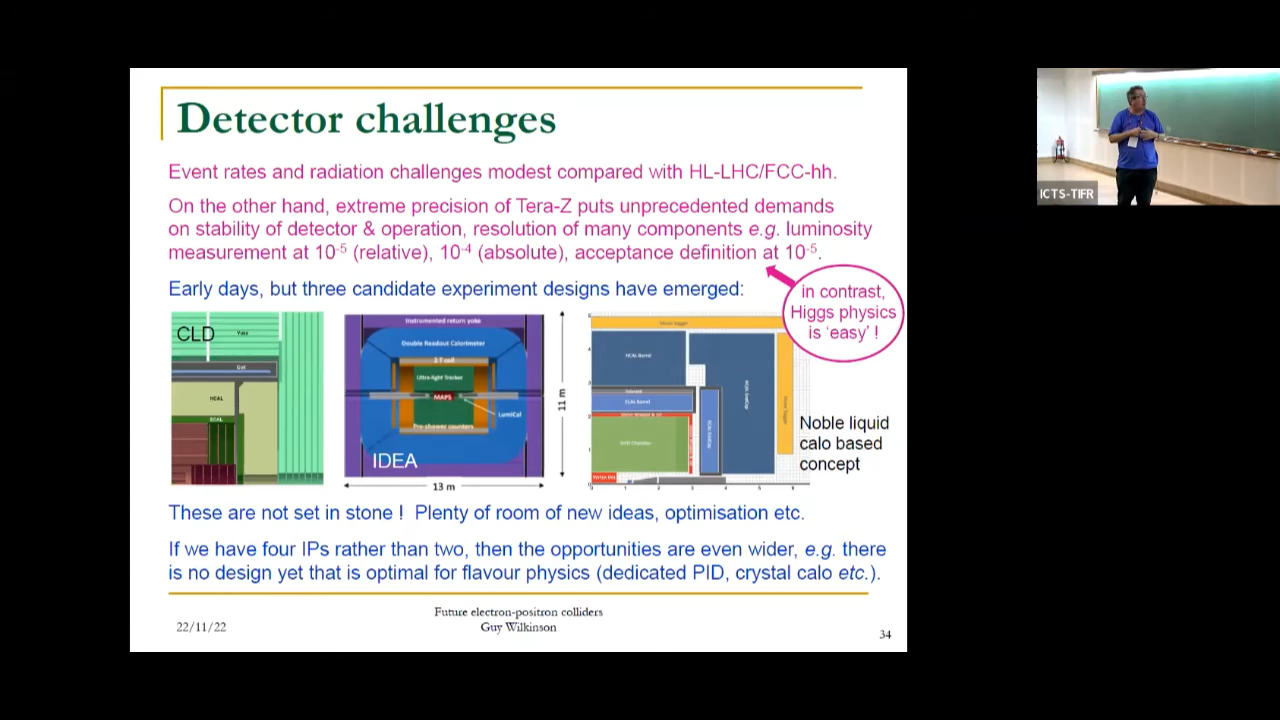 Detector challenges
Event rates and radiation challenges modest compared with HL-LHC/FCC-hh.
On the other hand, extreme precision of Tera-Z puts unprecedented demands
on stability of detector & operation, resolution of many components e.g. luminosity
measurement at 10⁻⁵ (relative), 10⁻⁴ (absolute), acceptance definition at 10⁻⁵.
in contrast,
Higgs physics
is 'easy' !
Early days, but three candidate experiment designs have emerged:
CLD
Yoke
Coil
HCAL
ECAL
Instrumented return yoke
Double Readout Calorimeter
2 T coil
Ultra-light Tracker
MAPS
LumiCal
Pre-shower counters
IDEA
13 m
11 m
HCAL Barrel
ECAL Barrel
Drift Chamber
Noble liquid
calo based
concept
These are not set in stone ! Plenty of room of new ideas, optimisation etc.
If we have four IPs rather than two, then the opportunities are even wider, e.g. there
is no design yet that is optimal for flavour physics (dedicated PID, crystal calo etc.).
22/11/22
Future electron-positron colliders
Guy Wilkinson
34
ICTS-TIFR